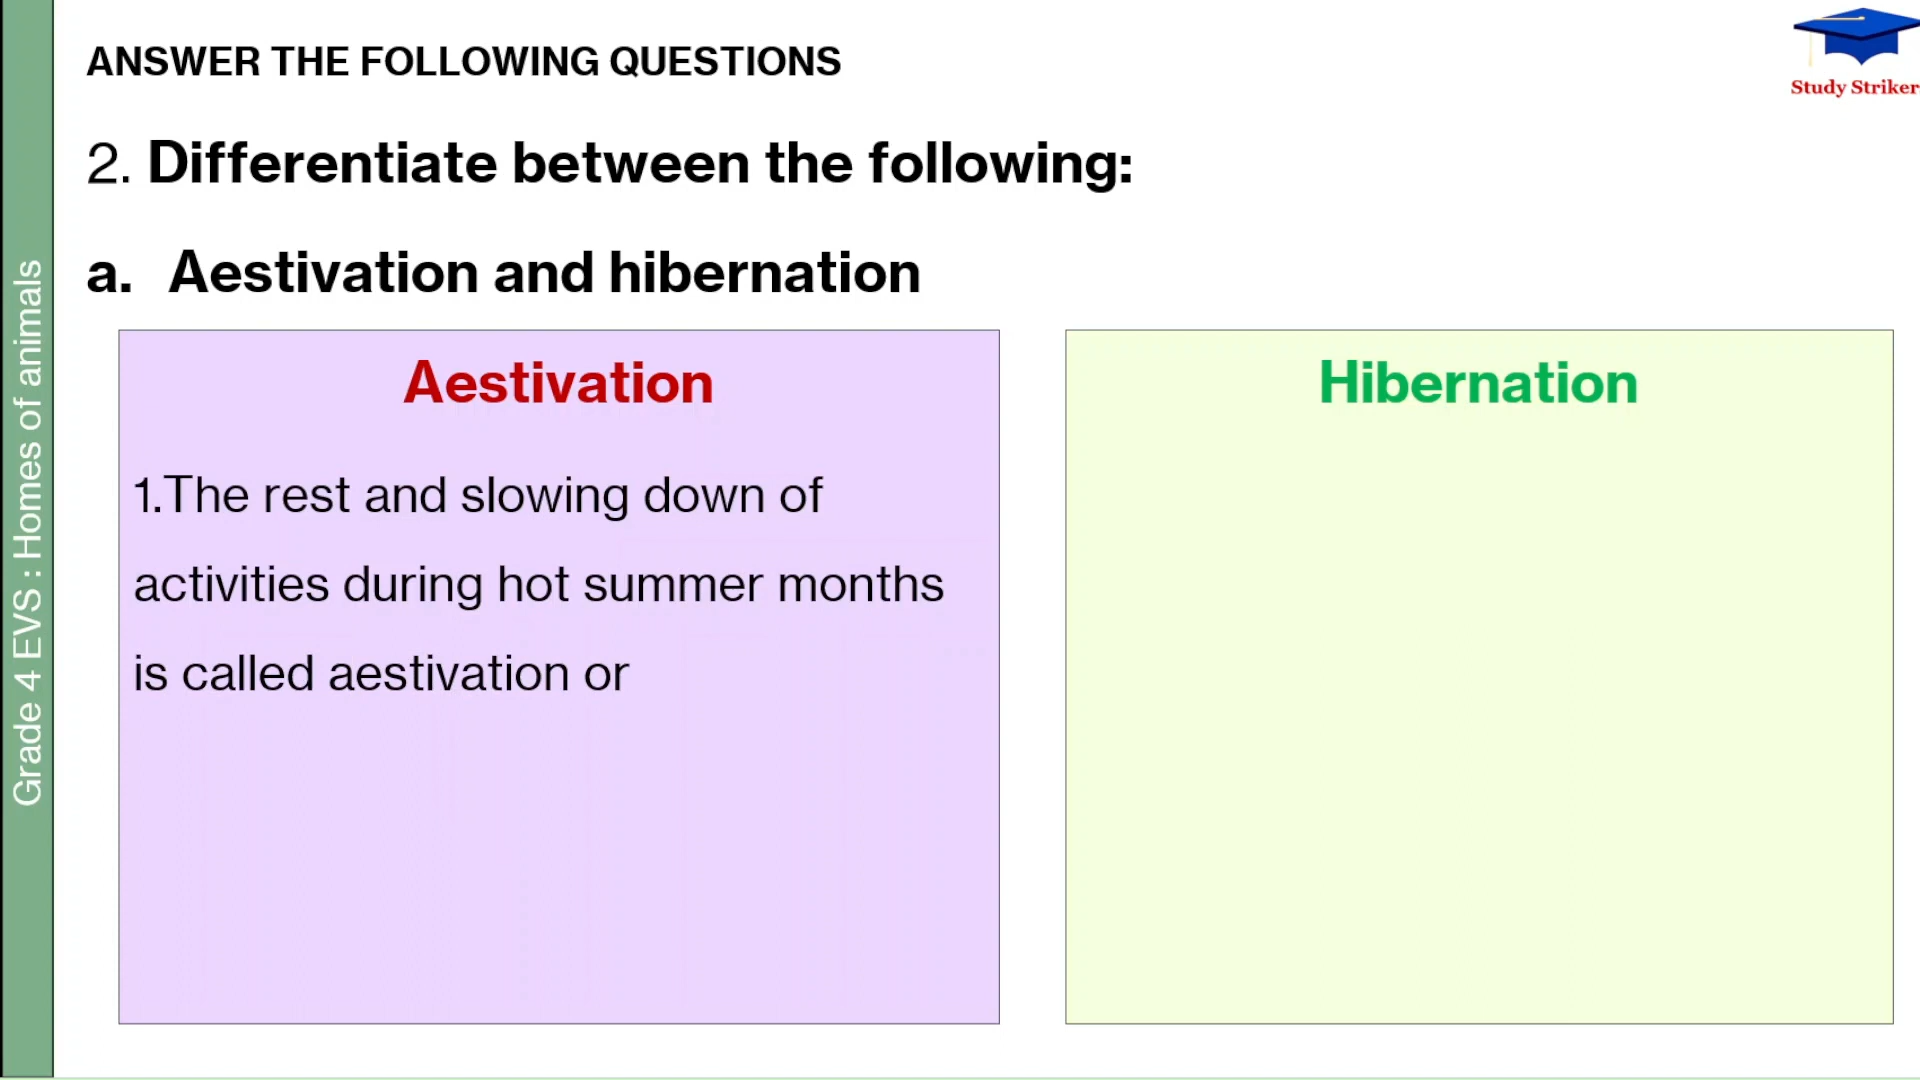 ANSWER THE FOLLOWING QUESTIONS
Study Striker
2. Differentiate between the following:
a. Aestivation and hibernation
Aestivation
1.The rest and slowing down of
activities during hot summer months
is called aestivation or
Hibernation
Grade 4 EVS : Homes of animals